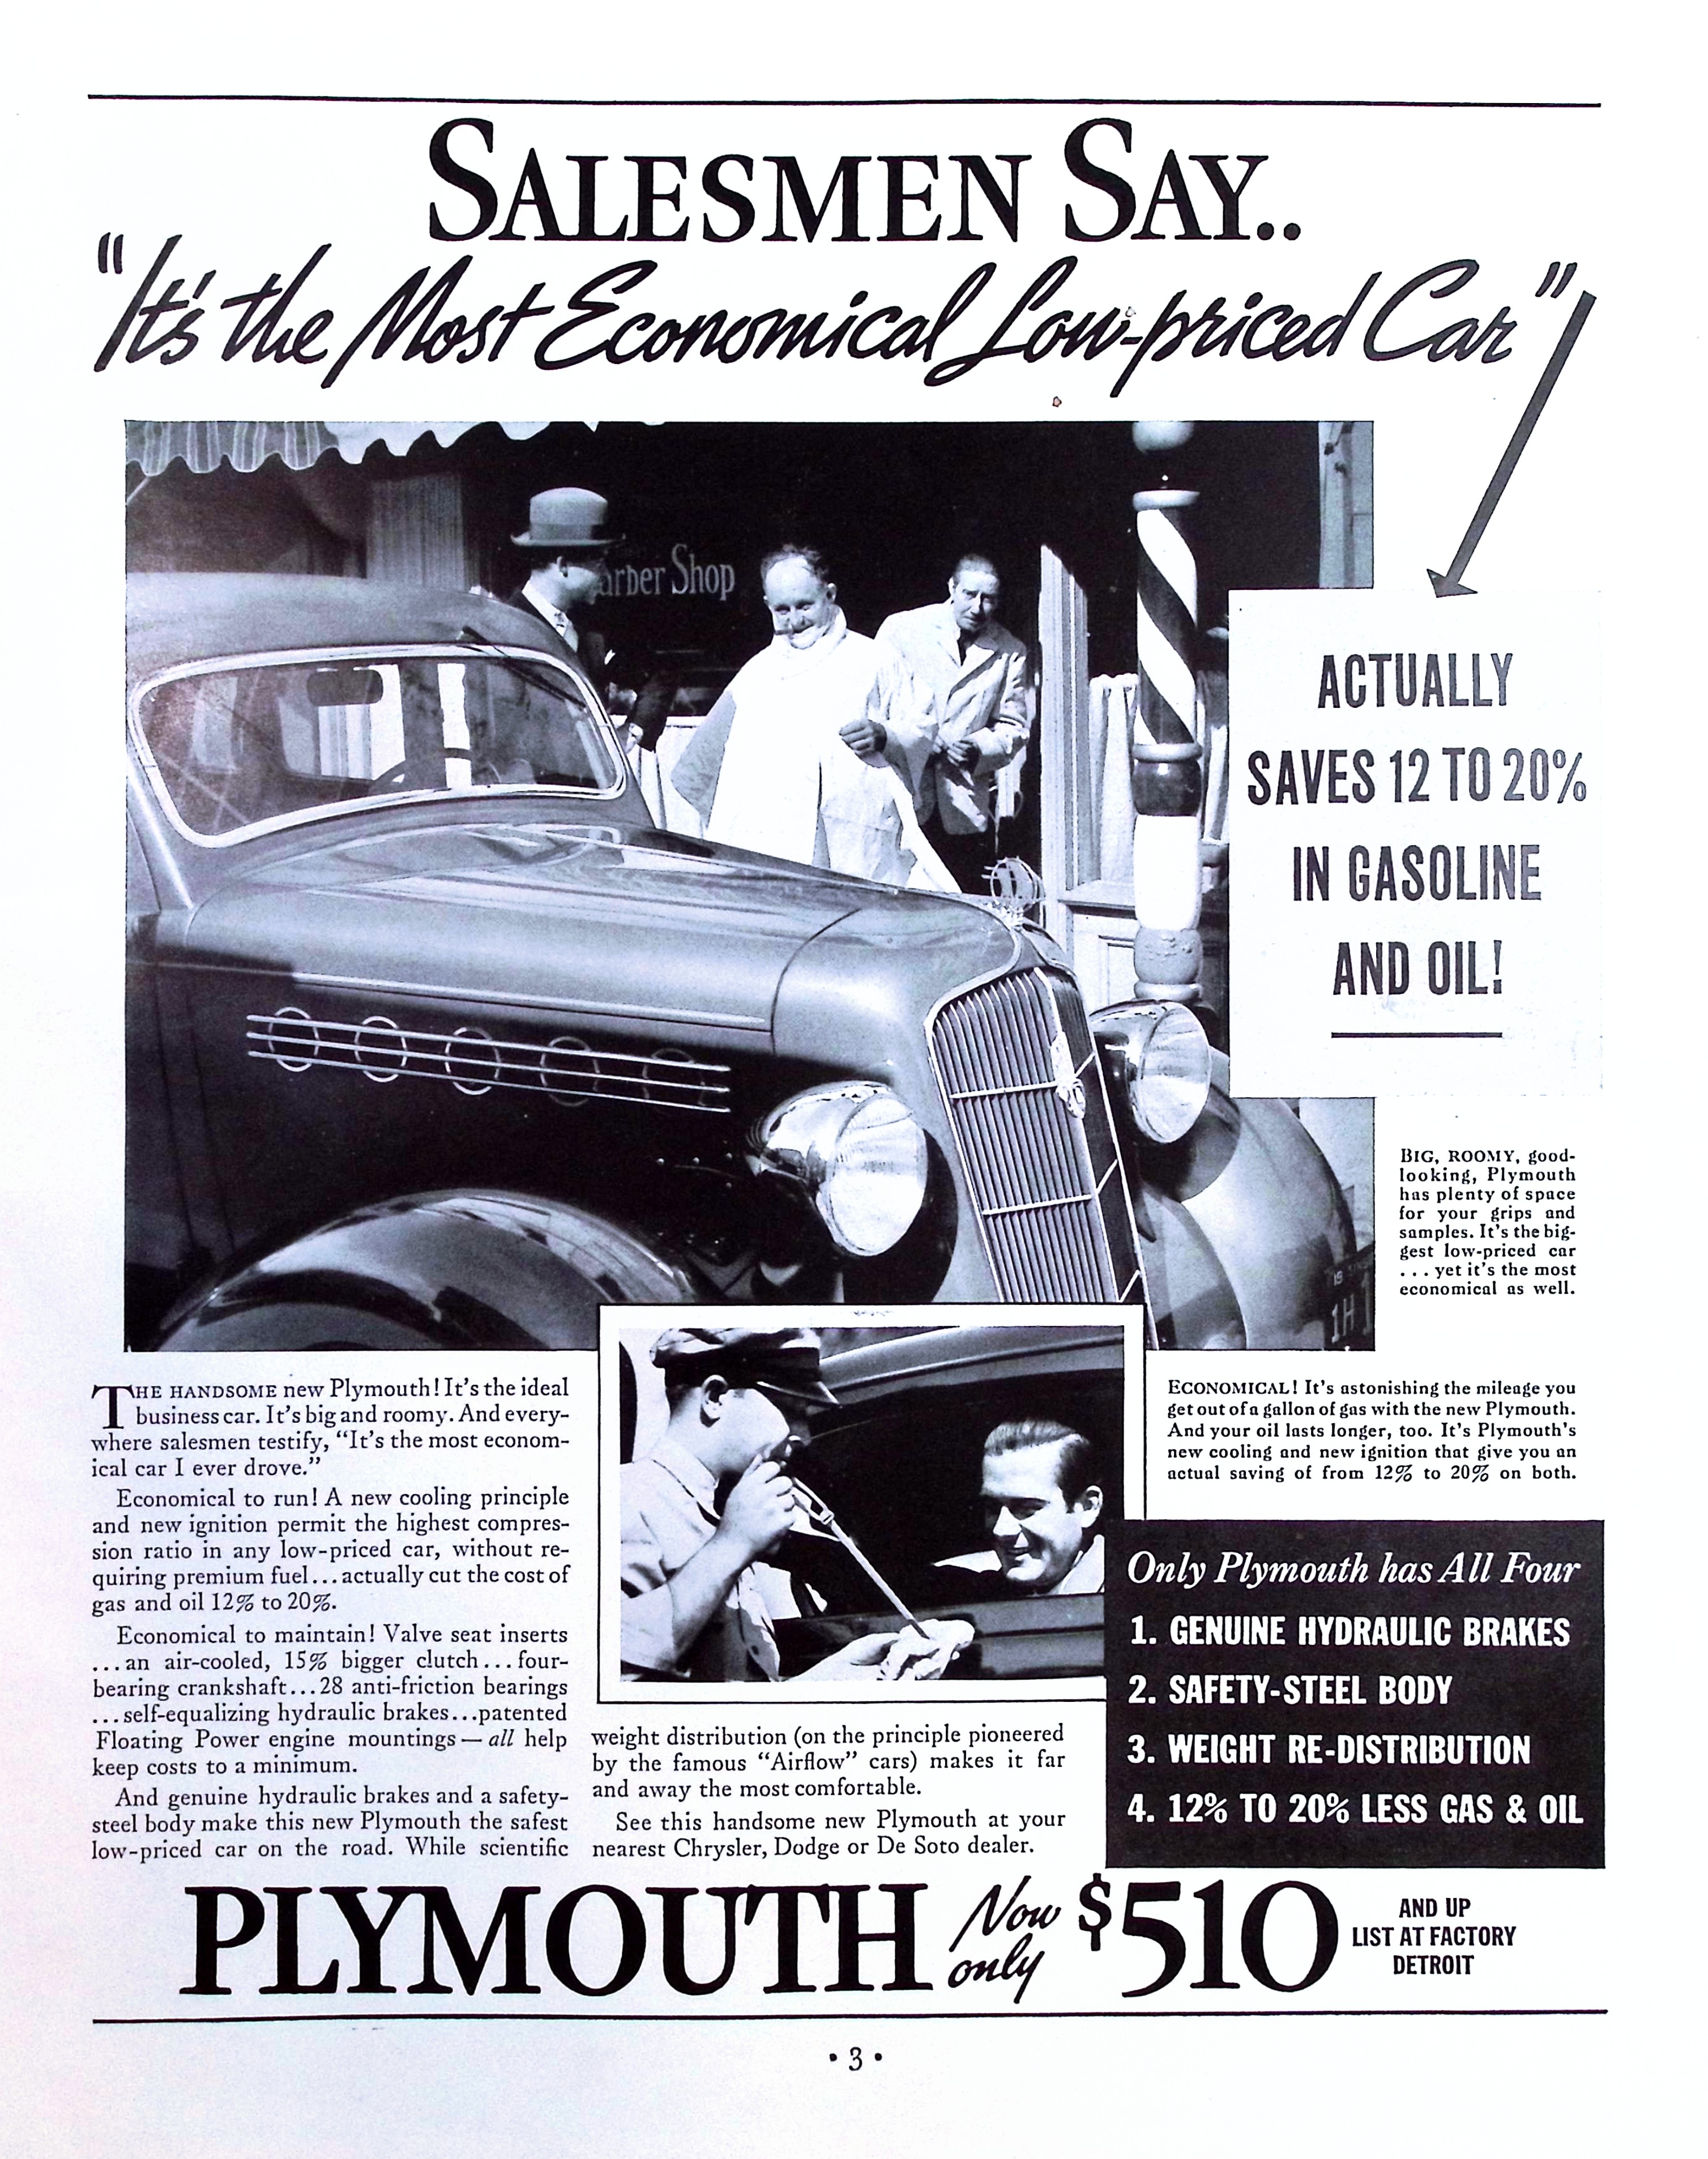 SALESMEN SAY..
"It's the Most Economical Low-priced Car"
Barber Shop
ACTUALLY
SAVES 12 TO 20%
IN GASOLINE
AND OIL!
BIG, ROOMY, good-
looking, Plymouth
has plenty of space
for your grips and
samples. It's the big-
gest low-priced car
... yet it's the most
economical as well.
THE HANDSOME new Plymouth! It's the ideal
business car. It's big and roomy. And every-
where salesmen testify, "It's the most econom-
ical car I ever drove."
Economical to run! A new cooling principle
and new ignition permit the highest compres-
sion ratio in any low-priced car, without re-
quiring premium fuel...actually cut the cost of
gas and oil 12% to 20%.
Economical to maintain! Valve seat inserts
...an air-cooled, 15% bigger clutch...four-
bearing crankshaft...28 anti-friction bearings
...self-equalizing hydraulic brakes...patented
Floating Power engine mountings—all help
keep costs to a minimum.
And genuine hydraulic brakes and a safety-
steel body make this new Plymouth the safest
low-priced car on the road. While scientific
weight distribution (on the principle pioneered
by the famous "Airflow" cars) makes it far
and away the most comfortable.
See this handsome new Plymouth at your
nearest Chrysler, Dodge or De Soto dealer.
ECONOMICAL! It's astonishing the mileage you
get out of a gallon of gas with the new Plymouth.
And your oil lasts longer, too. It's Plymouth's
new cooling and new ignition that give you an
actual saving of from 12% to 20% on both.
Only Plymouth has All Four
1. GENUINE HYDRAULIC BRAKES
2. SAFETY-STEEL BODY
3. WEIGHT RE-DISTRIBUTION
4. 12% TO 20% LESS GAS & OIL
PLYMOUTH Now only $510
AND UP
LIST AT FACTORY
DETROIT
• 3 •